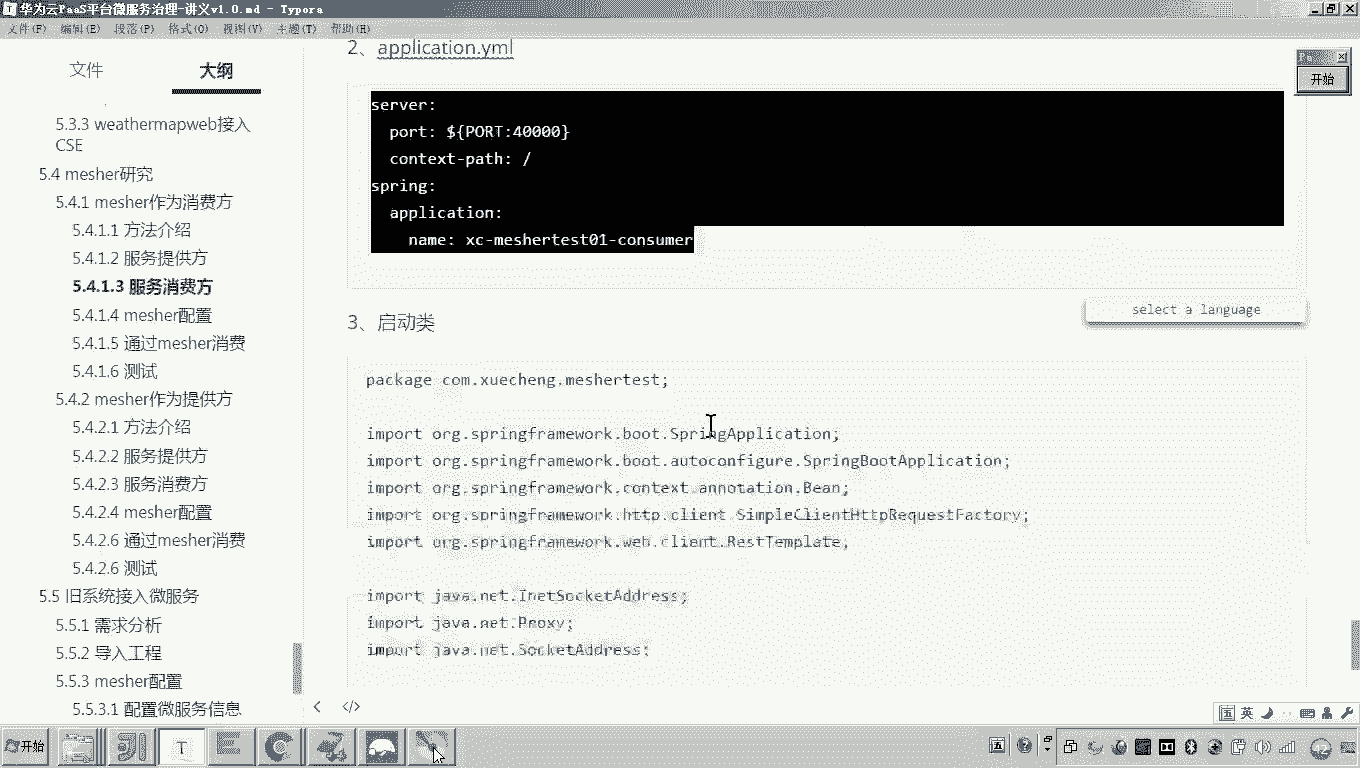 华为云PaaS平台微服务治理-讲义v1.0.md - Typora
文件(F) 编辑(E) 段落(P) 格式(O) 视图(V) 主题(T) 帮助(H)
文件 大纲
5.3.3 weathermapweb接入
CSE
5.4 mesher研究
5.4.1 mesher作为消费方
5.4.1.1 方法介绍
5.4.1.2 服务提供方
5.4.1.3 服务消费方
5.4.1.4 mesher配置
5.4.1.5 通过mesher消费
5.4.1.6 测试
5.4.2 mesher作为提供方
5.4.2.1 方法介绍
5.4.2.2 服务提供方
5.4.2.3 服务消费方
5.4.2.4 mesher配置
5.4.2.6 通过mesher消费
5.4.2.6 测试
5.5 旧系统接入微服务
5.5.1 需求分析
5.5.2 导入工程
5.5.3 mesher配置
5.5.3.1 配置微服务信息
2、application.yml
server:
port: ${PORT:40000}
context-path: /
spring:
application:
name: xc-meshertest01-consumer
select a language
3、启动类
package com.xuecheng.meshertest;
import org.springframework.boot.SpringApplication;
import org.springframework.boot.autoconfigure.SpringBootApplication;
import org.springframework.context.annotation.Bean;
import org.springframework.http.client.SimpleClientHttpRequestFactory;
import org.springframework.web.client.RestTemplate;
import java.net.InetSocketAddress;
import java.net.Proxy;
import java.net.SocketAddress;
开始
英
开始